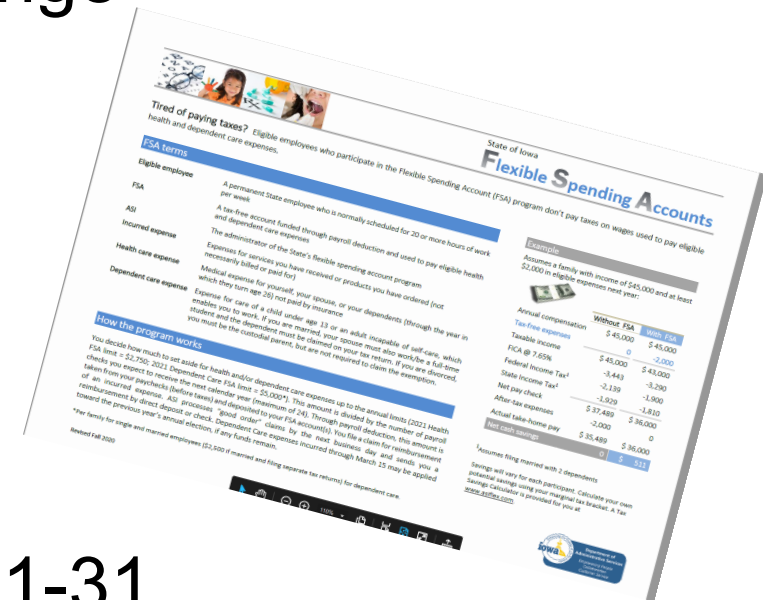 State of Iowa
Flexible Spending Accounts
Tired of paying taxes? Eligible employees who participate in the Flexible Spending Account (FSA) program don't pay taxes on wages used to pay eligible
health and dependent care expenses.
FSA terms
Eligible employee A permanent State employee who is normally scheduled for 20 or more hours of work
per week
FSA A tax-free account funded through payroll deduction and used to pay eligible health
and dependent care expenses
ASI The administrator of the State's flexible spending account program
Incurred expense Expenses for services you have received or products you have ordered (not
necessarily billed or paid for)
Health care expense Medical expense for yourself, your spouse, or your dependents (through the year in
which they turn age 26) not paid by insurance
Dependent care expense Expense for care of a child under age 13 or an adult incapable of self-care, which
enables you to work. If you are married, your spouse must also work/be a full-time
student and the dependent must be claimed on your tax return. If you are divorced,
you must be the custodial parent, but are not required to claim the exemption.
How the program works
You decide how much to set aside for health and/or dependent care expenses up to the annual limits (2021 Health
FSA limit = $2,750; 2021 Dependent Care FSA limit = $5,000*). This amount is divided by the number of payroll
checks you expect to receive the next calendar year (maximum of 24). Through payroll deduction, this amount is
taken from your paychecks (before taxes) and deposited to your FSA account(s). You file a claim for reimbursement
of an incurred expense. ASI processes "good order" claims by the next business day and sends you a
reimbursement by direct deposit or check. Dependent Care expenses incurred through March 15 may be applied
toward the previous year's annual election, if any funds remain.
*Per family for single and married employees ($2,500 if married and filing separate tax returns) for dependent care.
Revised Fall 2020
Example
Assumes a family with income of $45,000 and at least
$2,000 in eligible expenses next year:
Without FSA With FSA
Annual compensation $ 45,000 $ 45,000
Tax-free expenses 0 -2,000
Taxable income $ 45,000 $ 43,000
FICA @ 7.65% -3,443 -3,290
Federal Income Tax¹ -2,139 -1,900
State Income Tax¹ -1,929 -1,810
Net pay check $ 37,489 $ 36,000
After-tax expenses -2,000 0
Actual take-home pay $ 35,489 $ 36,000
Net cash savings 0 $ 511
¹Assumes filing married with 2 dependents
Savings will vary for each participant. Calculate your own
potential savings using your marginal tax bracket. A Tax
Savings Calculator is provided for you at
www.asiflex.com.
110%
iowa
Department of
Administrative Services
1-31